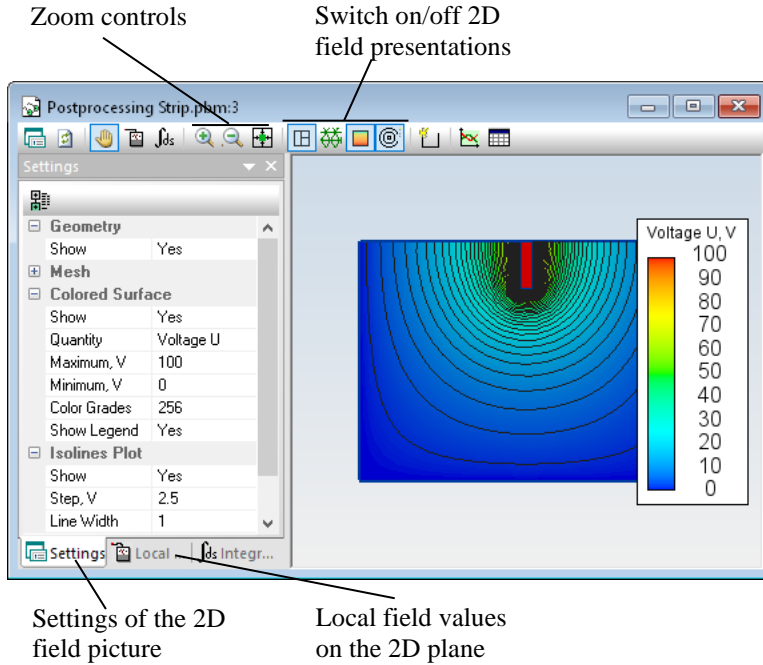 Zoom controls
Switch on/off 2D
field presentations
Postprocessing Strip.pbm:3
∫ds
Settings
Geometry
Show Yes
Mesh
Colored Surface
Show Yes
Quantity Voltage U
Maximum, V 100
Minimum, V 0
Color Grades 256
Show Legend Yes
Isolines Plot
Show Yes
Step, V 2.5
Line Width 1
Settings Local ... ∫ds Integr...
Voltage U, V
100
90
80
70
60
50
40
30
20
10
0
Settings of the 2D
field picture
Local field values
on the 2D plane